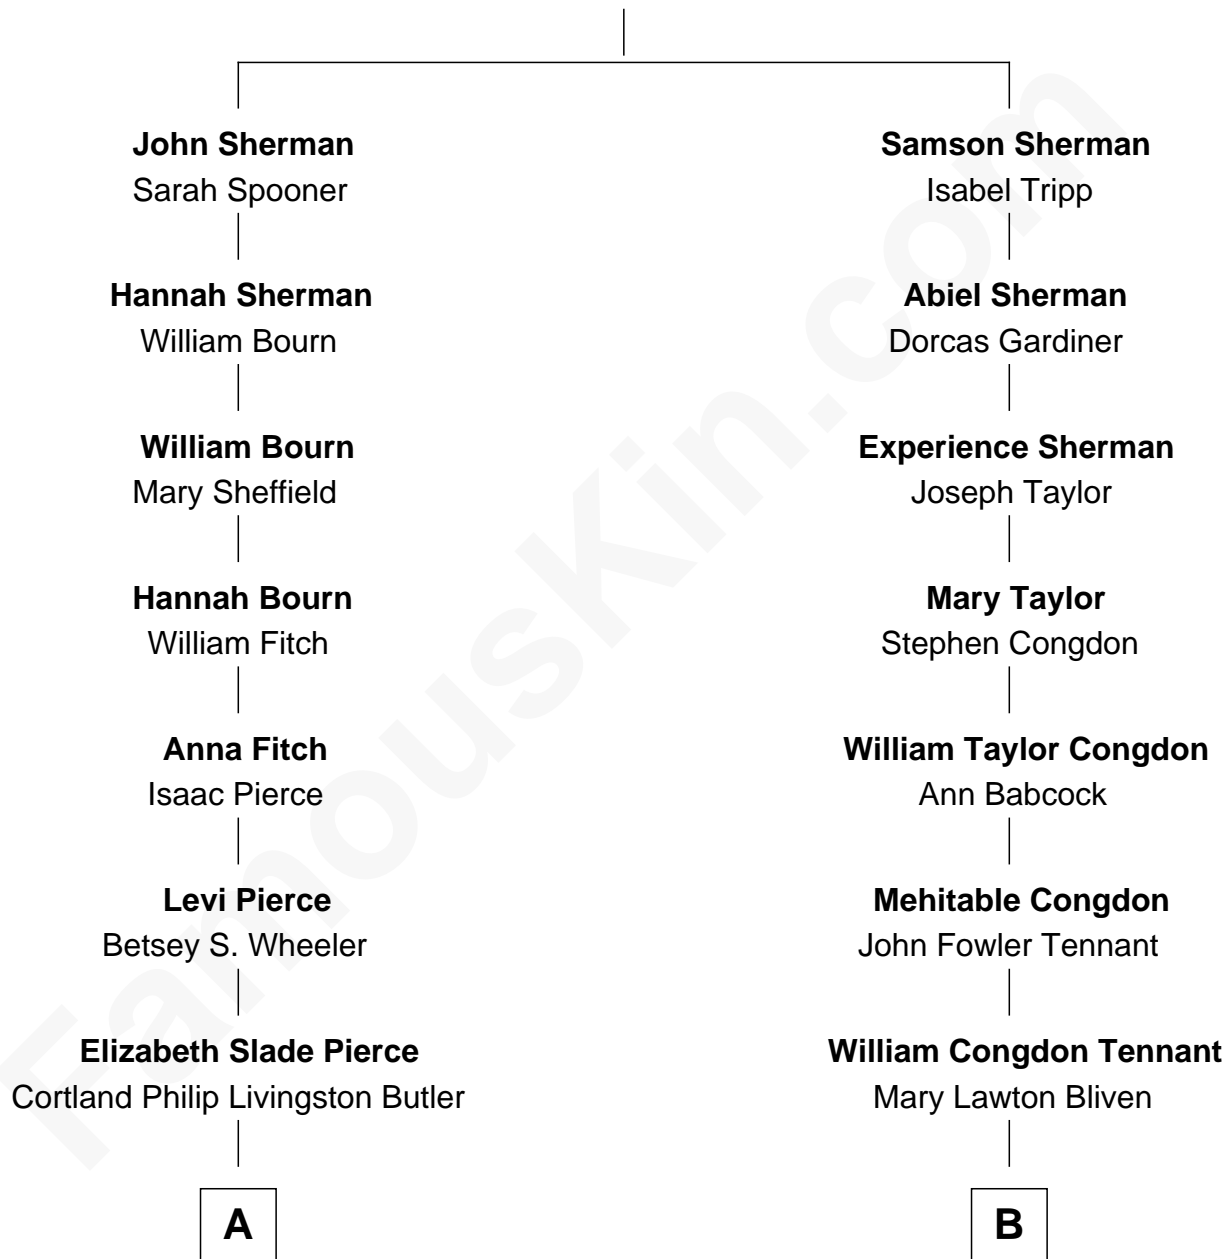 John Sherman
Sarah Spooner
Hannah Sherman
William Bourn
William Bourn
Mary Sheffield
Hannah Bourn
William Fitch
Anna Fitch
Isaac Pierce
Levi Pierce
Betsey S. Wheeler
Elizabeth Slade Pierce
Cortland Philip Livingston Butler
A
Samson Sherman
Isabel Tripp
Abiel Sherman
Dorcas Gardiner
Experience Sherman
Joseph Taylor
Mary Taylor
Stephen Congdon
William Taylor Congdon
Ann Babcock
Mehitable Congdon
John Fowler Tennant
William Congdon Tennant
Mary Lawton Bliven
B
FamousKin.com